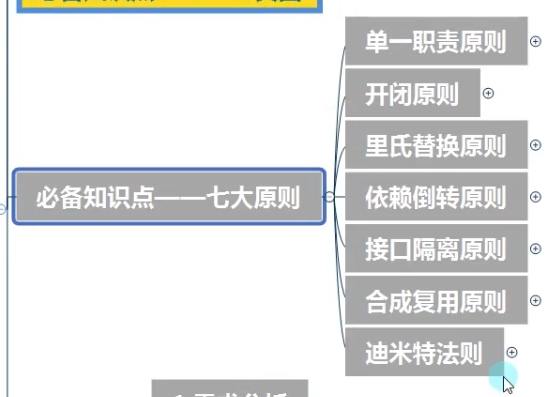 必备知识点——七大原则
单一职责原则
开闭原则
里氏替换原则
依赖倒转原则
接口隔离原则
合成复用原则
迪米特法则